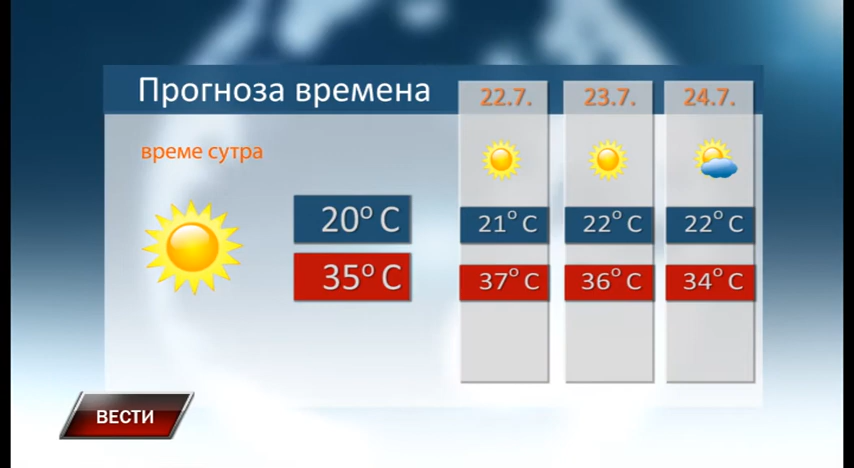 Прогноза времена
време сутра
20° C
35° C
22.7.
21° C
37° C
23.7.
22° C
36° C
24.7.
22° C
34° C
ВЕСТИ